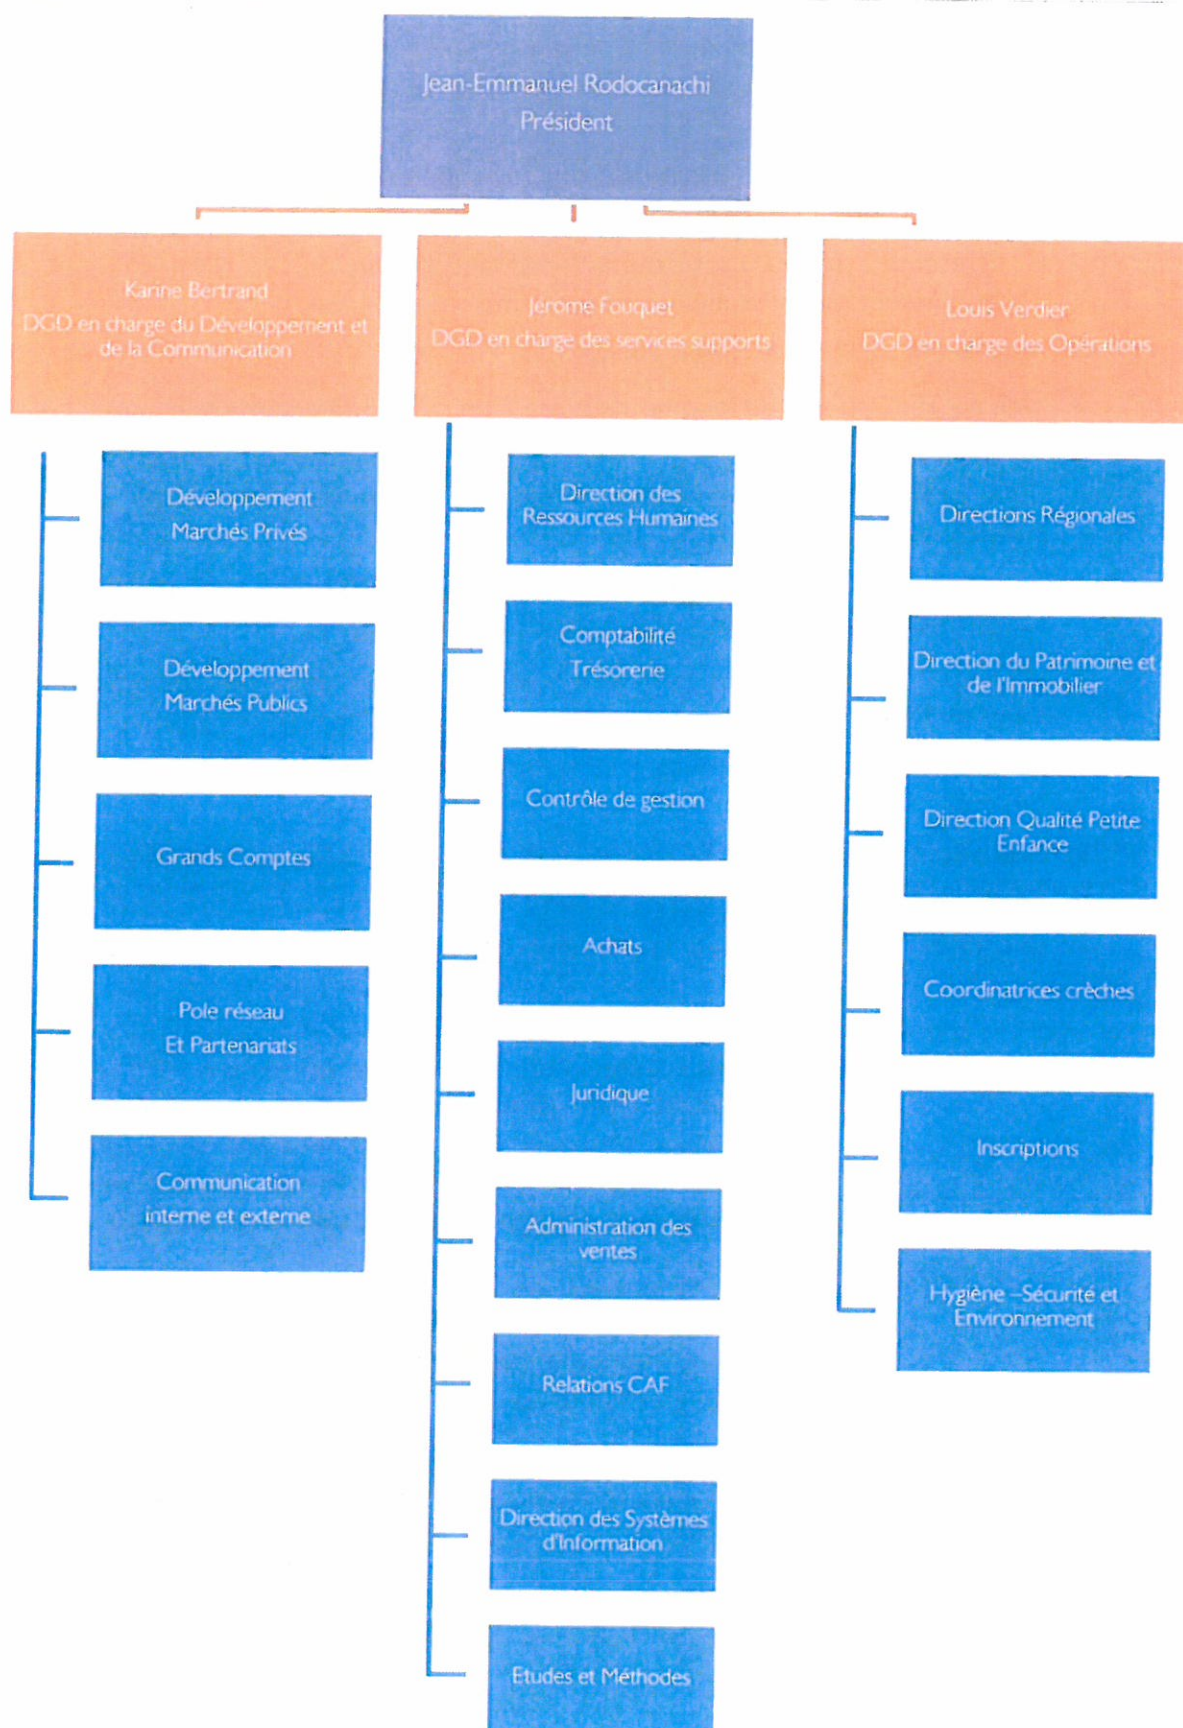 Jean-Emmanuel Rodocanachi
Président
Karine Bertrand
DGD en charge du Développement et
de la Communication
Jérome Fouquet
DGD en charge des services supports
Louis Verdier
DGD en charge des Opérations
Développement
Marchés Privés
Développement
Marchés Publics
Grands Comptes
Pole réseau
Et Partenariats
Communication
interne et externe
Direction des
Ressources Humaines
Comptabilité
Trésorerie
Contrôle de gestion
Achats
Juridique
Administration des
ventes
Relations CAF
Direction des Systèmes
d'Information
Etudes et Méthodes
Directions Régionales
Direction du Patrimoine et
de l'Immobilier
Direction Qualité Petite
Enfance
Coordinatrices crèches
Inscriptions
Hygiène –Sécurité et
Environnement